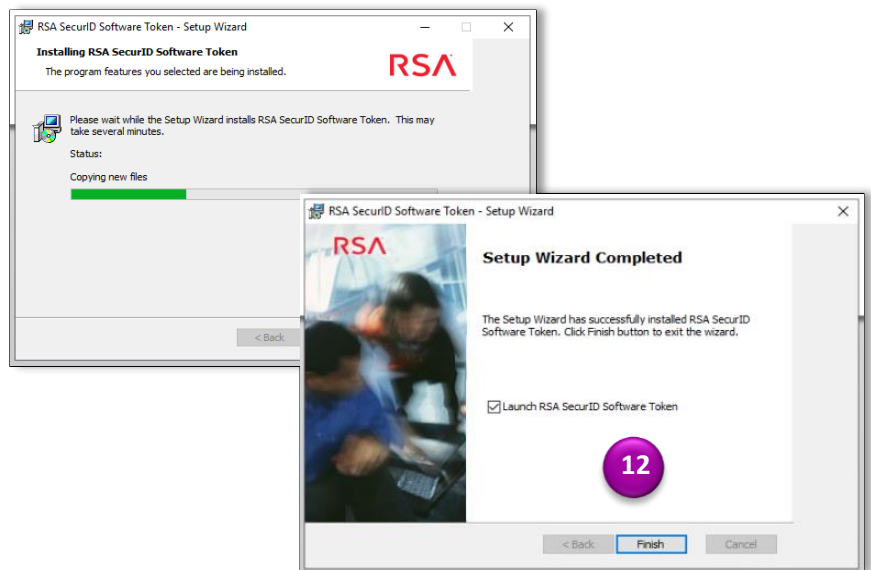 RSA SecurID Software Token - Setup Wizard
Installing RSA SecurID Software Token
The program features you selected are being installed.
RSA
Please wait while the Setup Wizard installs RSA SecurID Software Token. This may
take several minutes.
Status:
Copying new files
< Back
RSA SecurID Software Token - Setup Wizard
RSA
Setup Wizard Completed
The Setup Wizard has successfully installed RSA SecurID
Software Token. Click Finish button to exit the wizard.
Launch RSA SecurID Software Token
12
< Back
Finish
Cancel